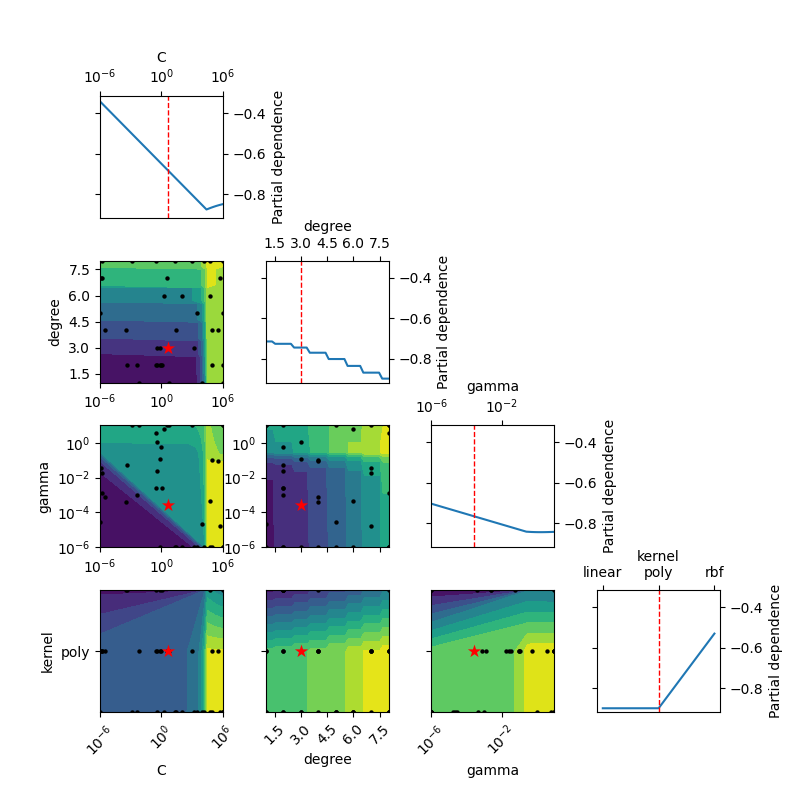 C
10^-6 10^0 10^6
−0.4
−0.6
−0.8
Partial dependence
degree
1.5 3.0 4.5 6.0 7.5
7.5
6.0
4.5
3.0
1.5
degree
10^-6 10^0 10^6
−0.4
−0.6
−0.8
Partial dependence
gamma
10^-6 10^-2
10^0
10^-2
10^-4
10^-6
gamma
10^-6 10^0 10^6
10^0
10^-2
10^-4
10^-6
−0.4
−0.6
−0.8
Partial dependence
kernel
linear poly rbf
poly
kernel
10^-6 10^0 10^6
C
1.5 3.0 4.5 6.0 7.5
degree
10^-6 10^-2
gamma
−0.4
−0.6
−0.8
Partial dependence